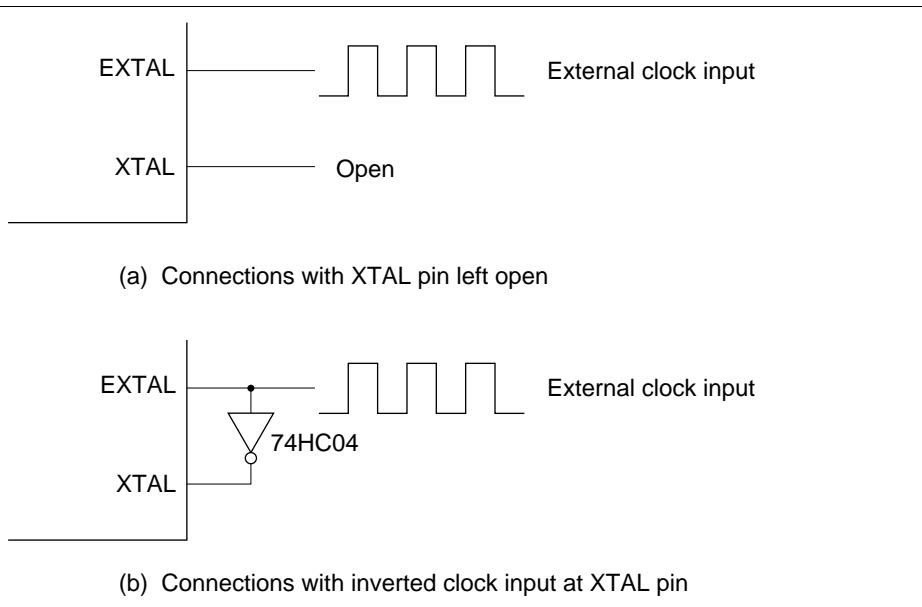 EXTAL
External clock input
XTAL
Open
(a) Connections with XTAL pin left open
EXTAL
External clock input
74HC04
XTAL
(b) Connections with inverted clock input at XTAL pin